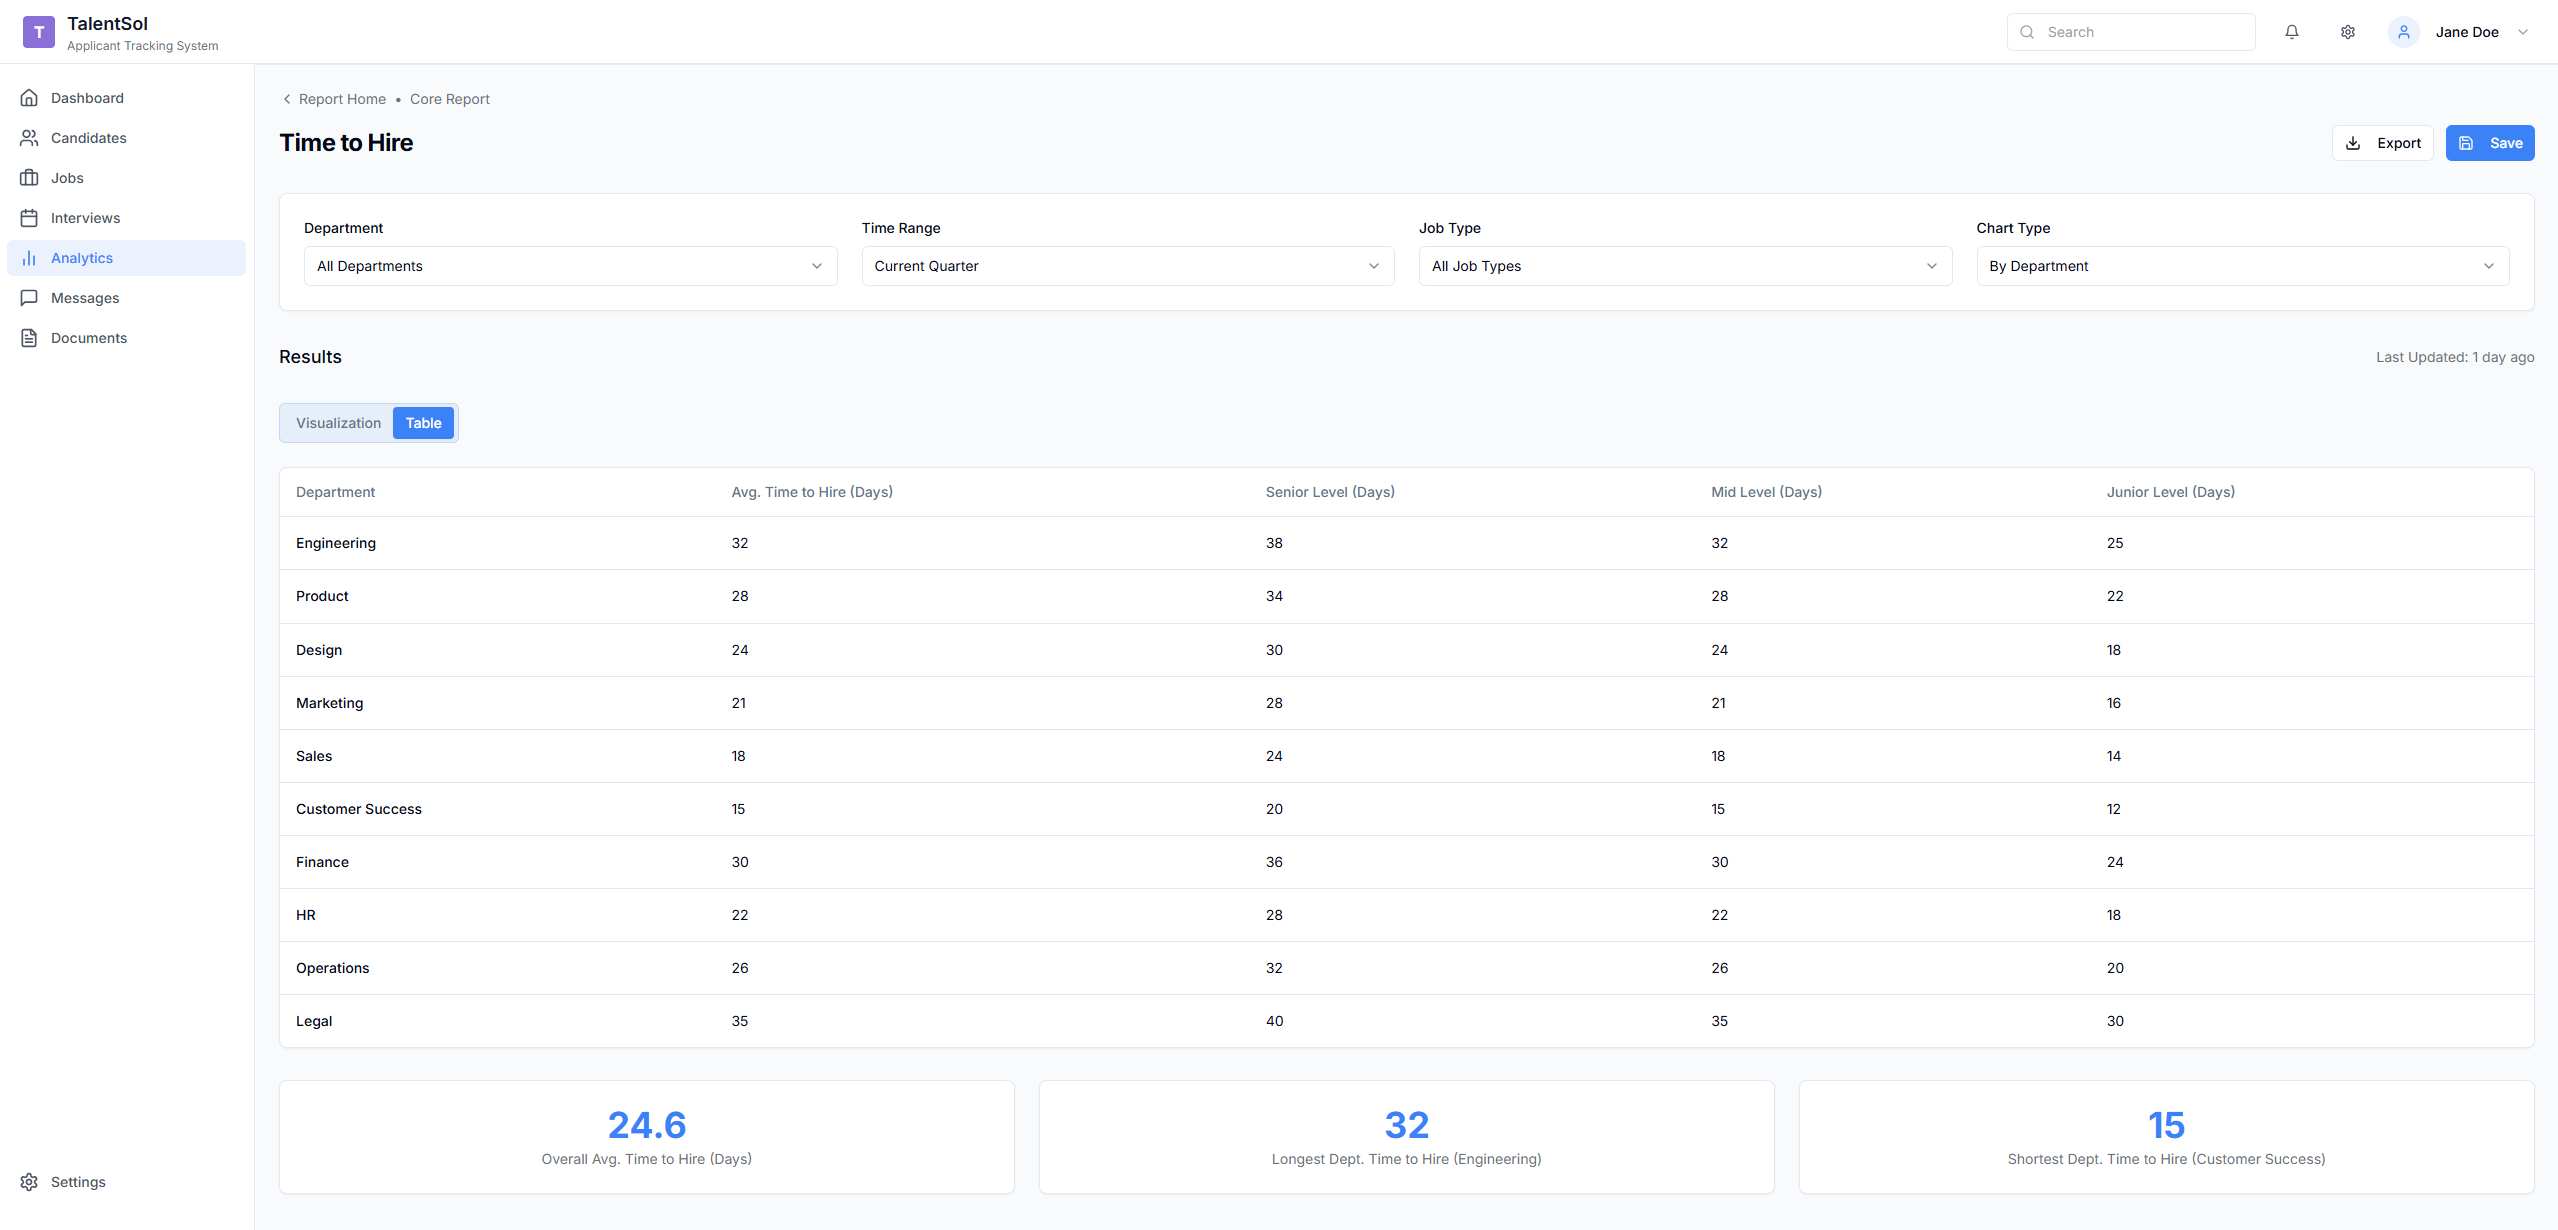 T
TalentSol
Applicant Tracking System
Search
Jane Doe
Dashboard
Candidates
Jobs
Interviews
Analytics
Messages
Documents
Settings
Report Home • Core Report
Time to Hire
Export
Save
Department Time Range Job Type Chart Type
All Departments Current Quarter All Job Types By Department
Results
Last Updated: 1 day ago
Visualization Table
Department Avg. Time to Hire (Days) Senior Level (Days) Mid Level (Days) Junior Level (Days)
Engineering 32 38 32 25
Product 28 34 28 22
Design 24 30 24 18
Marketing 21 28 21 16
Sales 18 24 18 14
Customer Success 15 20 15 12
Finance 30 36 30 24
HR 22 28 22 18
Operations 26 32 26 20
Legal 35 40 35 30
24.6
Overall Avg. Time to Hire (Days)
32
Longest Dept. Time to Hire (Engineering)
15
Shortest Dept. Time to Hire (Customer Success)